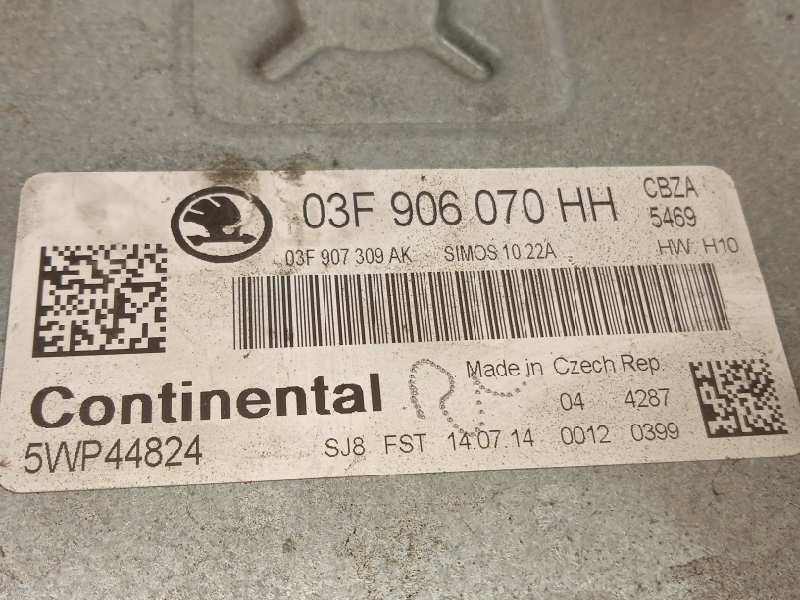 03F 906 070 HH CBZA
5469
03F 907 309 AK SIMOS 10 22A HW: H10
Continental
Made in Czech Rep.
04 4287
5WP44824 SJ8 FST 14.07.14 0012 0399